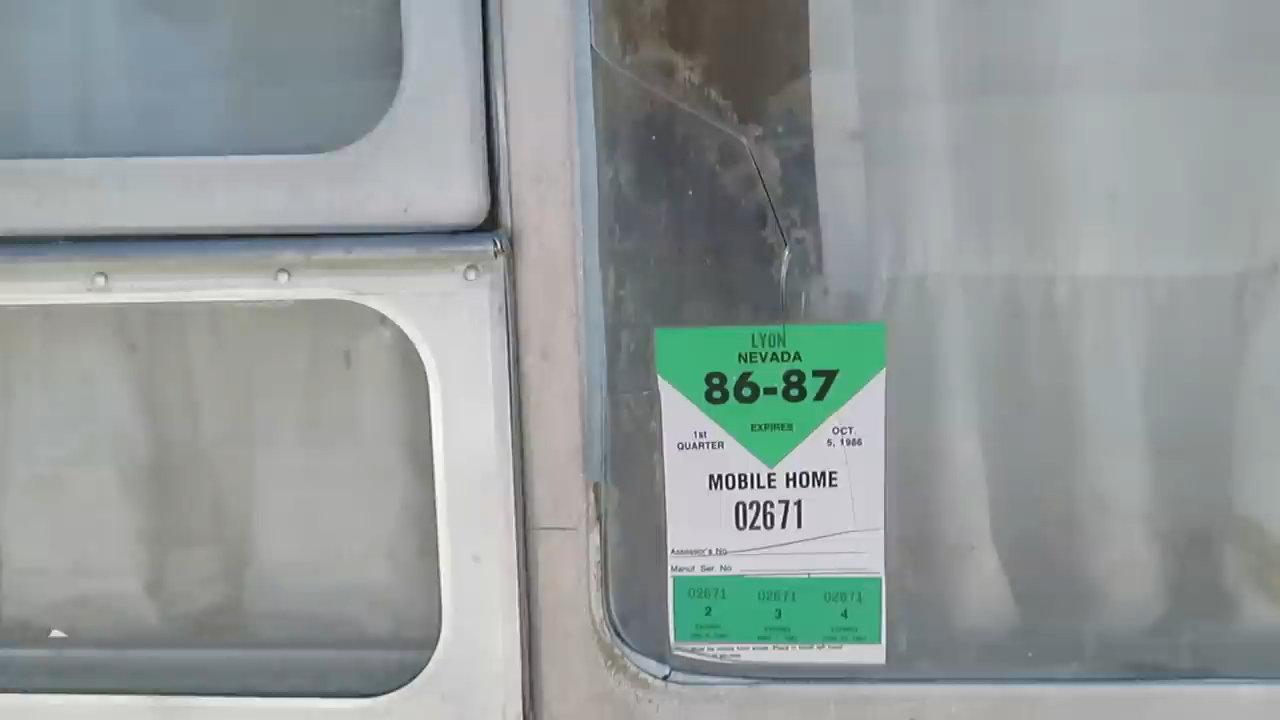 LYON
NEVADA
86-87
EXPIRES
1st QUARTER
OCT. 5, 1986
MOBILE HOME
02671
Assessor's No
Manuf. Ser. No
02671 02671 02671
2 3 4